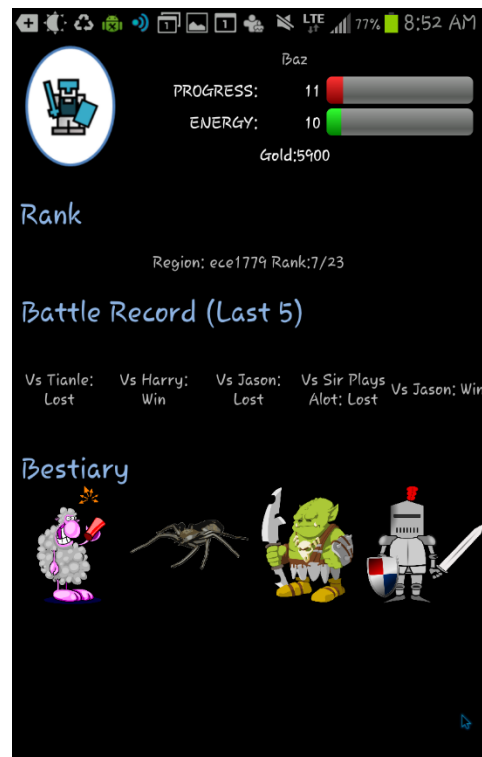 LTE 77% 8:52 AM
Baz
PROGRESS: 11
ENERGY: 10
Gold:5900
Rank
Region: ece1779 Rank:7/23
Battle Record (Last 5)
Vs Tianle: Lost
Vs Harry: Win
Vs Jason: Lost
Vs Sir Plays Alot: Lost
Vs Jason: Win
Bestiary